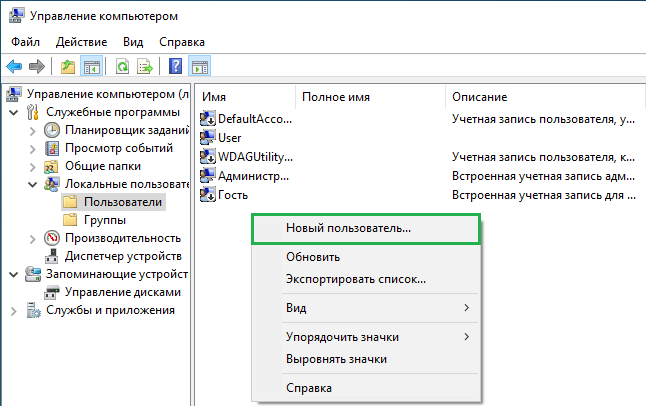 Управление компьютером
Файл Действие Вид Справка
Управление компьютером (л
Служебные программы
Планировщик заданий
Просмотр событий
Общие папки
Локальные пользовате
Пользователи
Группы
Производительность
Диспетчер устройств
Запоминающие устройст
Управление дисками
Службы и приложения
Имя Полное имя Описание
DefaultAcco... Учетная запись пользователя, у...
User
WDAGUtility... Учетная запись пользователя, к...
Администр... Встроенная учетная запись адм...
Гость Встроенная учетная запись для ...
Новый пользователь...
Обновить
Экспортировать список...
Вид
Упорядочить значки
Выровнять значки
Справка